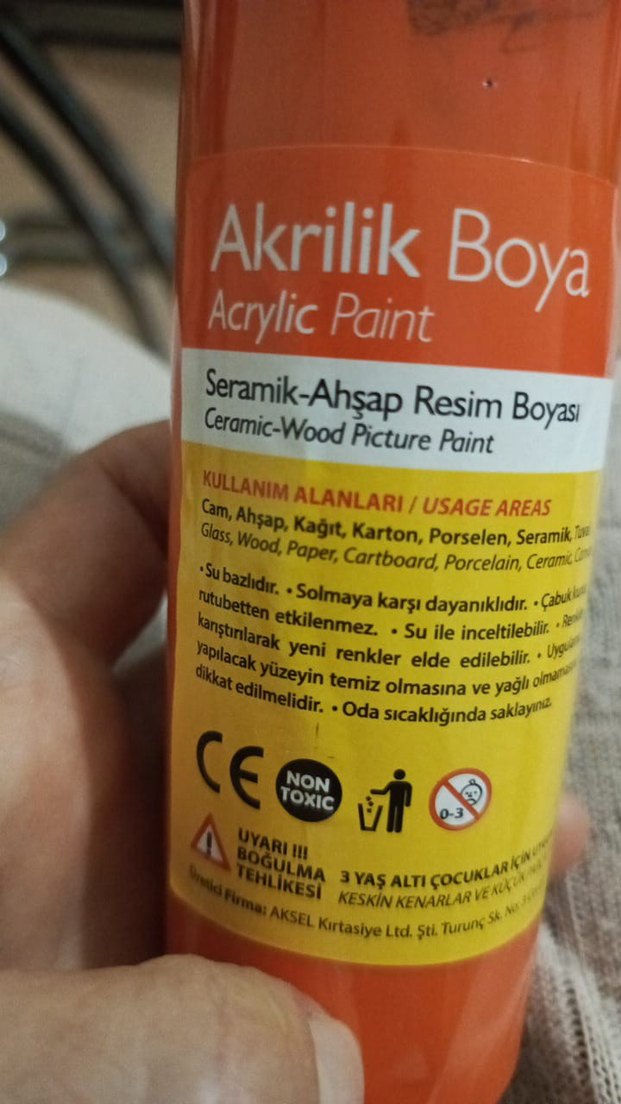 Akrilik Boya
Acrylic Paint
Seramik-Ahşap Resim Boyası
Ceramic-Wood Picture Paint
KULLANIM ALANLARI / USAGE AREAS
Cam, Ahşap, Kağıt, Karton, Porselen, Seramik,
Glass, Wood, Paper, Cartboard, Porcelain, Ceramic,
• Su bazlıdır. • Solmaya karşı dayanıklıdır. • Çabuk
rutubetten etkilenmez. • Su ile inceltilebilir. •
karıştırılarak yeni renkler elde edilebilir. •
yapılacak yüzeyin temiz olmasına ve yağlı olmamasına
dikkat edilmelidir. • Oda sıcaklığında saklayınız.
CE
NON
TOXIC
0-3
UYARI !!!
BOĞULMA
TEHLİKESİ
3 YAŞ ALTI ÇOCUKLAR İÇİN
KESKİN KENARLAR VE KÜÇÜK
Üretici Firma: AKSEL Kırtasiye Ltd. Şti. Turunç Sk. No: